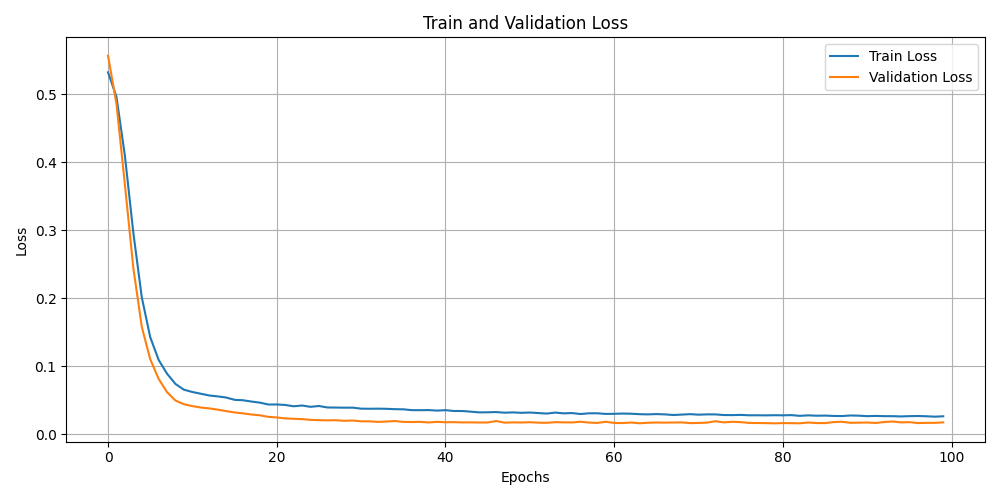 Train and Validation Loss
Train Loss
Validation Loss
0.5
0.4
0.3
0.2
0.1
0.0
Loss
0 20 40 60 80 100
Epochs